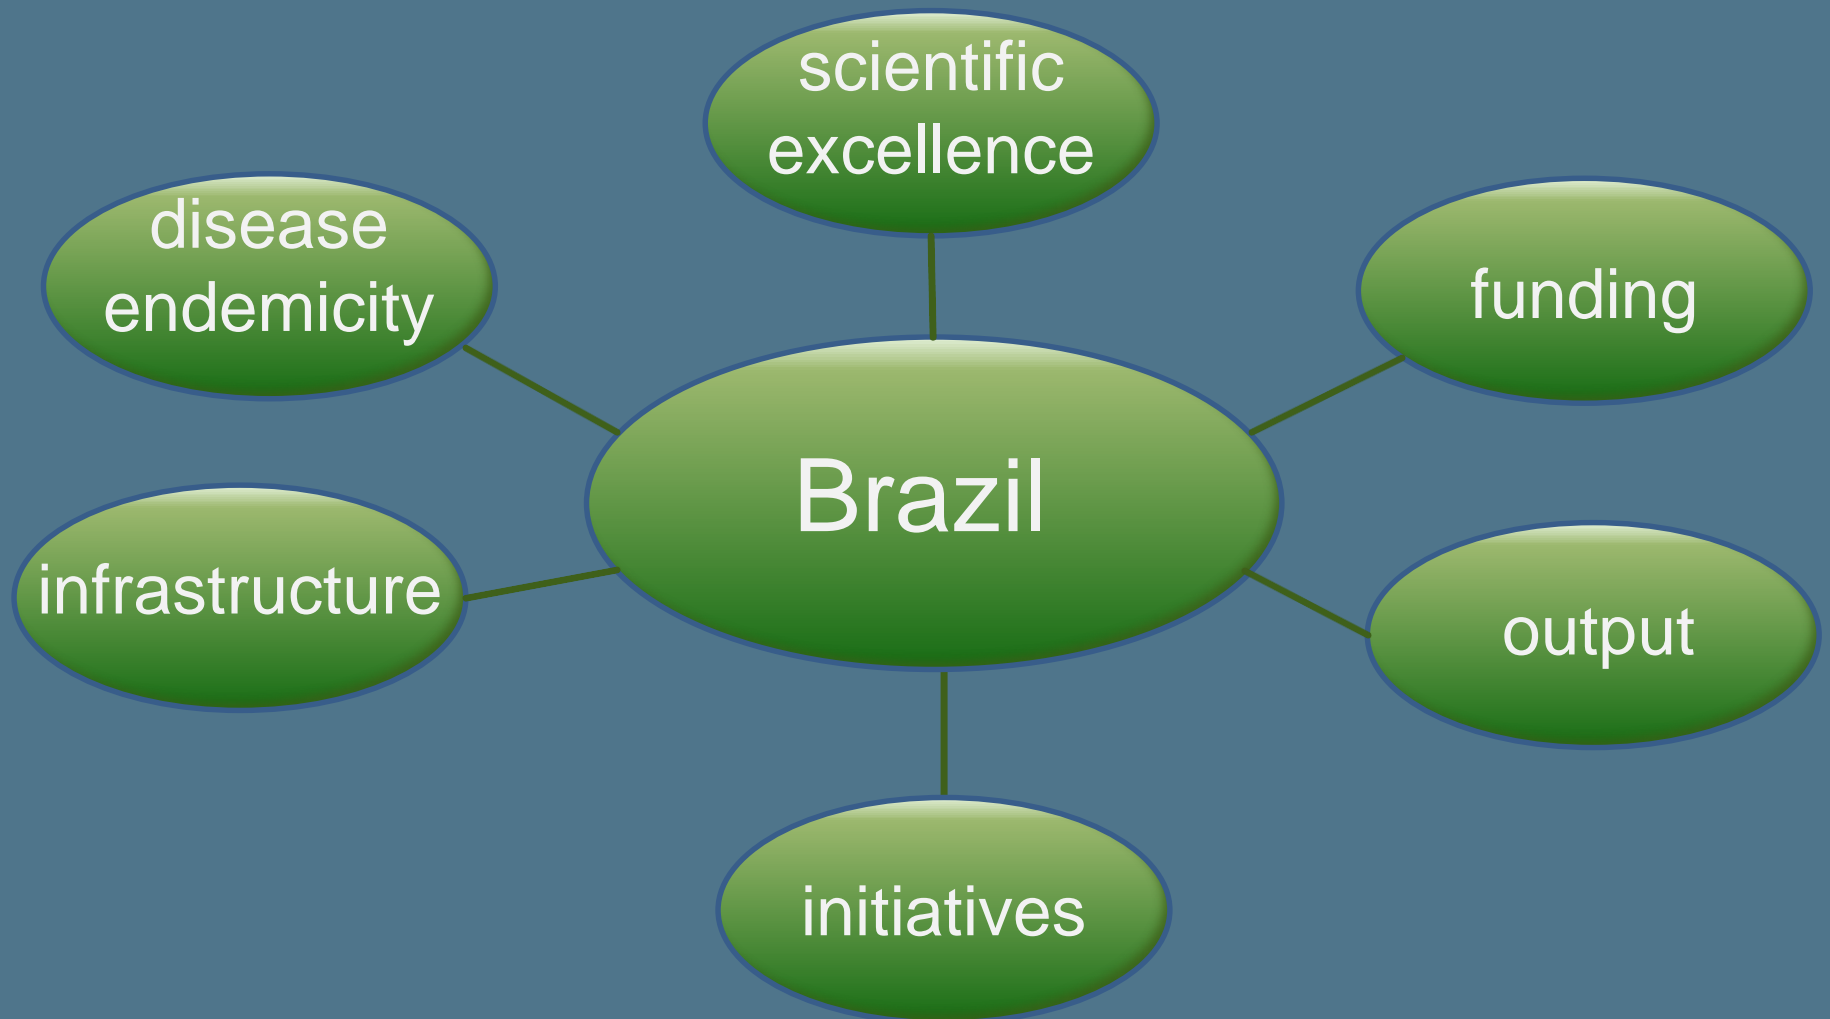 scientific
excellence
disease
endemicity
funding
Brazil
infrastructure
output
initiatives